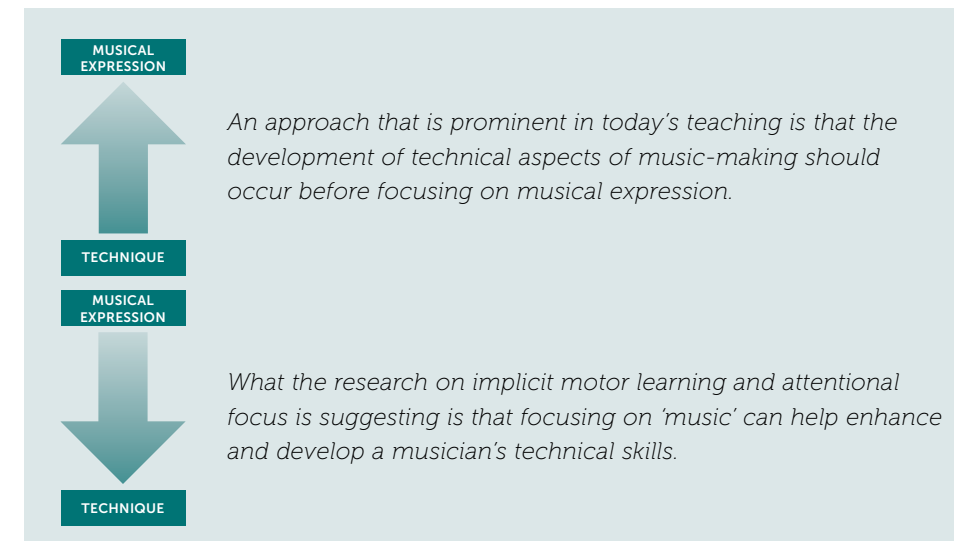 MUSICAL
EXPRESSION
An approach that is prominent in today’s teaching is that the
development of technical aspects of music-making should
occur before focusing on musical expression.
TECHNIQUE
MUSICAL
EXPRESSION
What the research on implicit motor learning and attentional
focus is suggesting is that focusing on ‘music’ can help enhance
and develop a musician’s technical skills.
TECHNIQUE